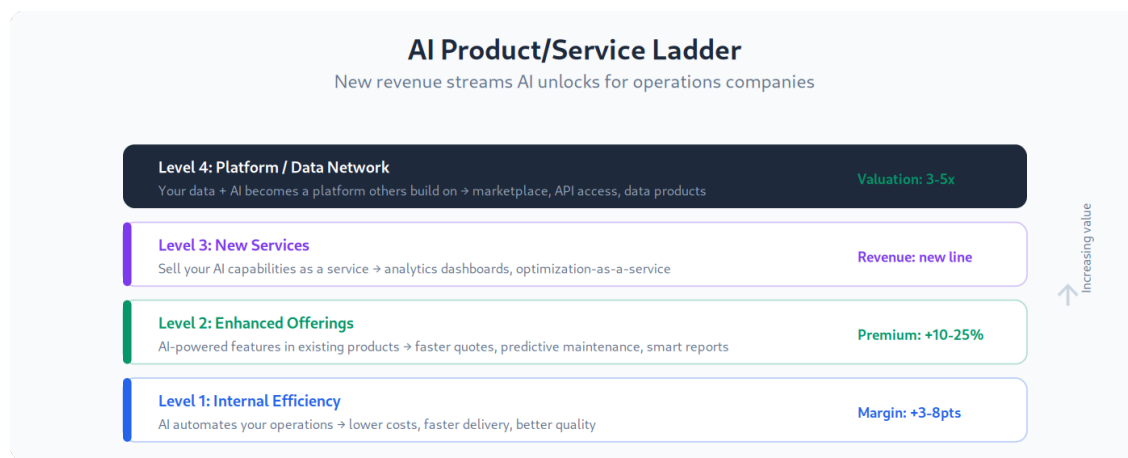 AI Product/Service Ladder
New revenue streams AI unlocks for operations companies
Level 4: Platform / Data Network
Your data + AI becomes a platform others build on → marketplace, API access, data products
Valuation: 3-5x
Level 3: New Services
Sell your AI capabilities as a service → analytics dashboards, optimization-as-a-service
Revenue: new line
Level 2: Enhanced Offerings
AI-powered features in existing products → faster quotes, predictive maintenance, smart reports
Premium: +10-25%
Level 1: Internal Efficiency
AI automates your operations → lower costs, faster delivery, better quality
Margin: +3-8pts
Increasing value